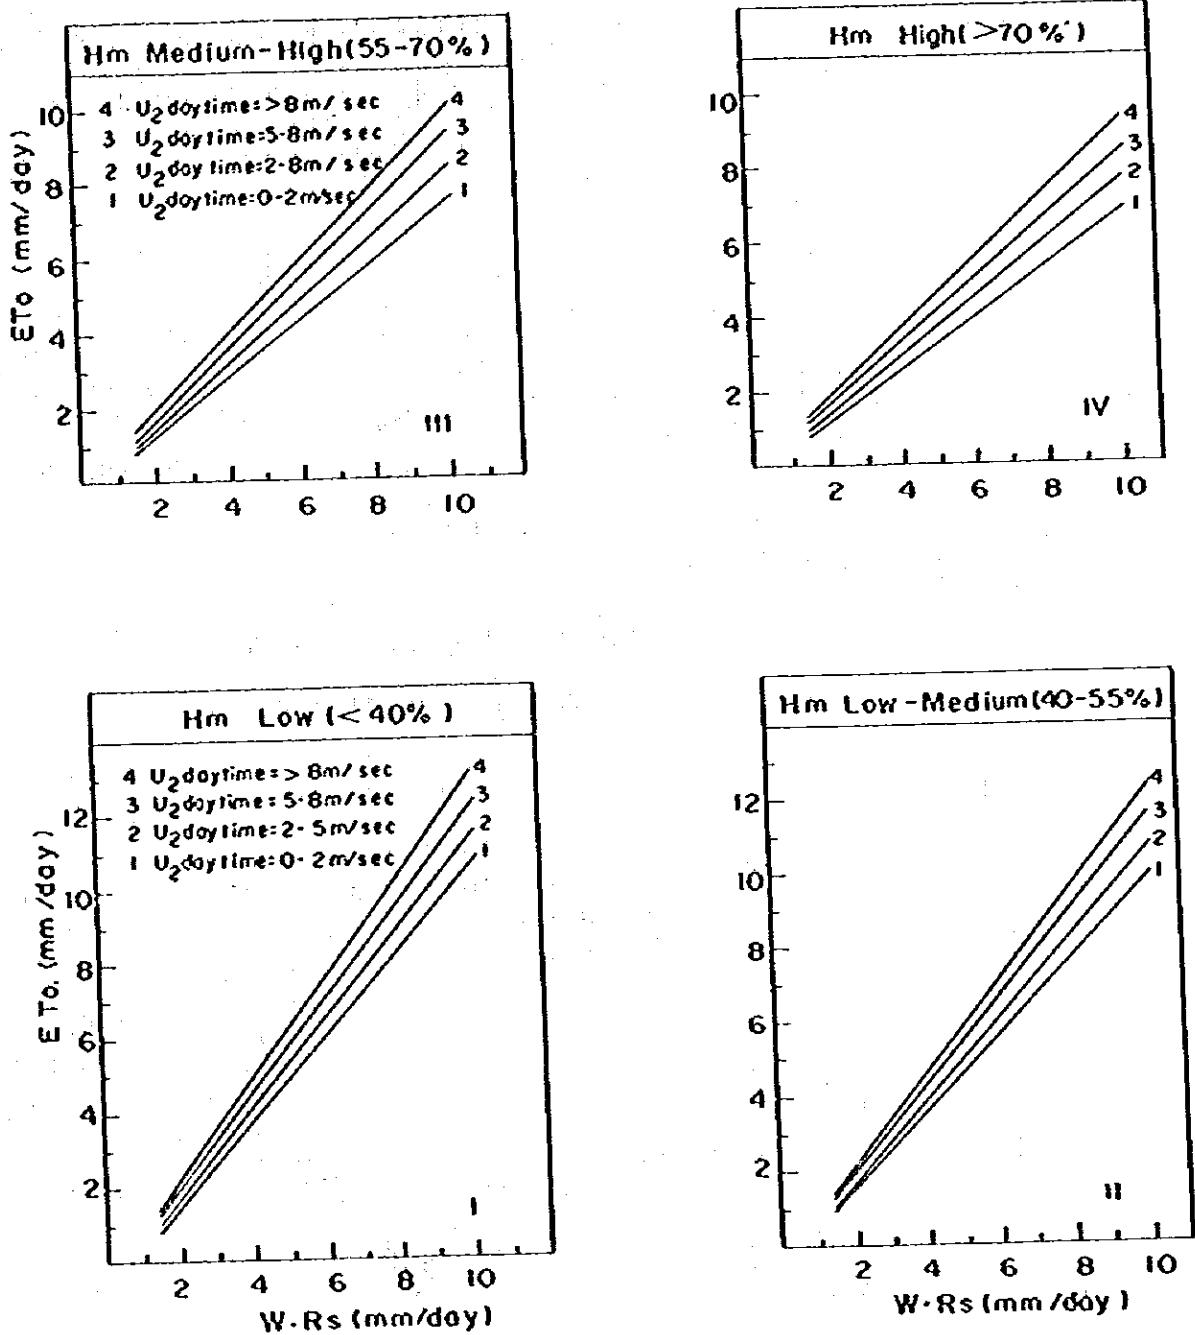 Hm Medium-High(55-70%)
4 U2daytime=>8m/sec
3 U2daytime=5-8m/sec
2 U2daytime=2-8m/sec
1 U2daytime=0-2m/sec
ETo (mm/day)
10
8
6
4
2
4
3
2
1
III
2 4 6 8 10
Hm High(>70%)
10
8
6
4
2
4
3
2
1
IV
2 4 6 8 10
Hm Low (<40%)
4 U2daytime=>8m/sec
3 U2daytime=5-8m/sec
2 U2daytime=2-5m/sec
1 U2daytime=0-2m/sec
ETo. (mm/day)
12
10
8
6
4
2
4
3
2
1
I
2 4 6 8 10
W·Rs (mm/day)
Hm Low-Medium(40-55%)
12
10
8
6
4
2
4
3
2
1
II
2 4 6 8 10
W·Rs (mm/day)